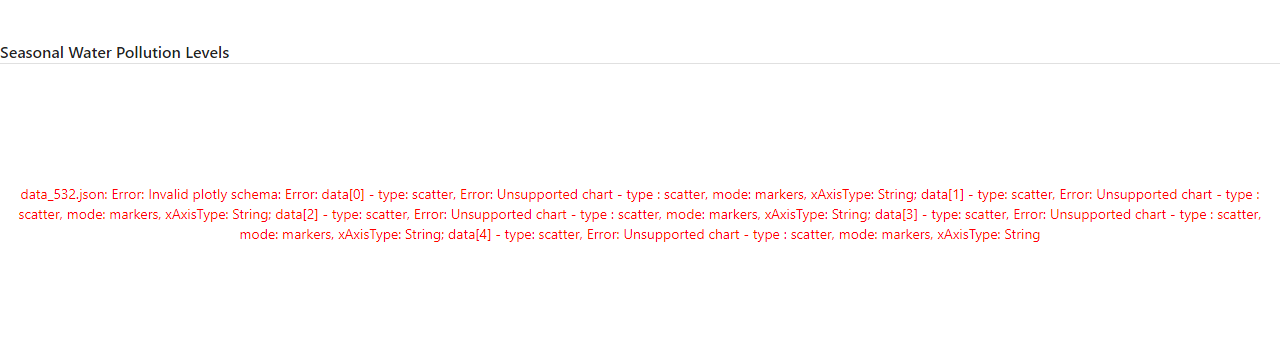 Seasonal Water Pollution Levels
data_532.json: Error: Invalid plotly schema: Error: data[0] - type: scatter, Error: Unsupported chart - type : scatter, mode: markers, xAxisType: String; data[1] - type: scatter, Error: Unsupported chart - type :
scatter, mode: markers, xAxisType: String; data[2] - type: scatter, Error: Unsupported chart - type : scatter, mode: markers, xAxisType: String; data[3] - type: scatter, Error: Unsupported chart - type : scatter,
mode: markers, xAxisType: String; data[4] - type: scatter, Error: Unsupported chart - type : scatter, mode: markers, xAxisType: String